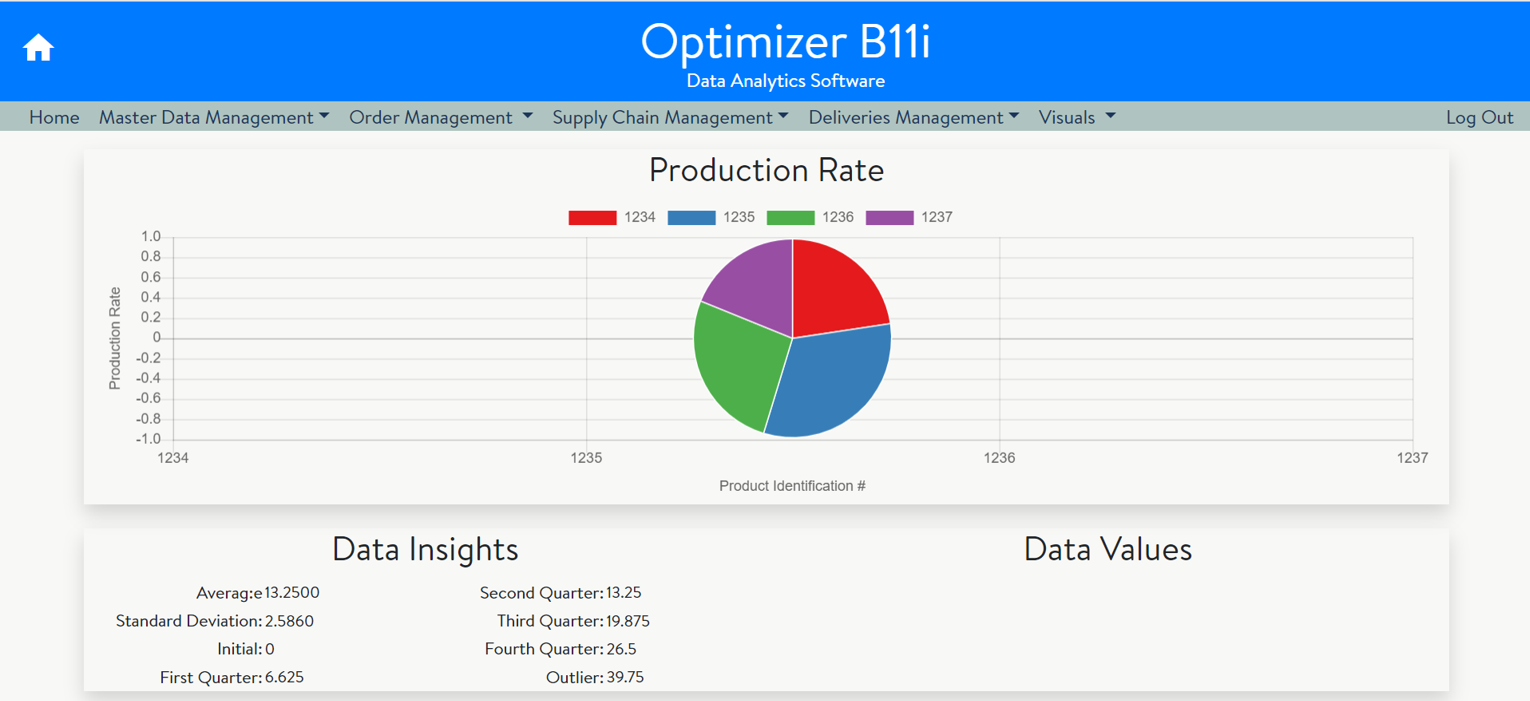 Optimizer B11i
Data Analytics Software
Home Master Data Management Order Management Supply Chain Management Deliveries Management Visuals Log Out
Production Rate
1234 1235 1236 1237
1.0
0.8
0.6
0.4
0.2
0
-0.2
-0.4
-0.6
-0.8
-1.0
Production Rate
1234 1235 1236 1237
Product Identification #
Data Insights
Averag:e 13.2500
Standard Deviation: 2.5860
Initial: 0
First Quarter: 6.625
Second Quarter: 13.25
Third Quarter: 19.875
Fourth Quarter: 26.5
Outlier: 39.75
Data Values